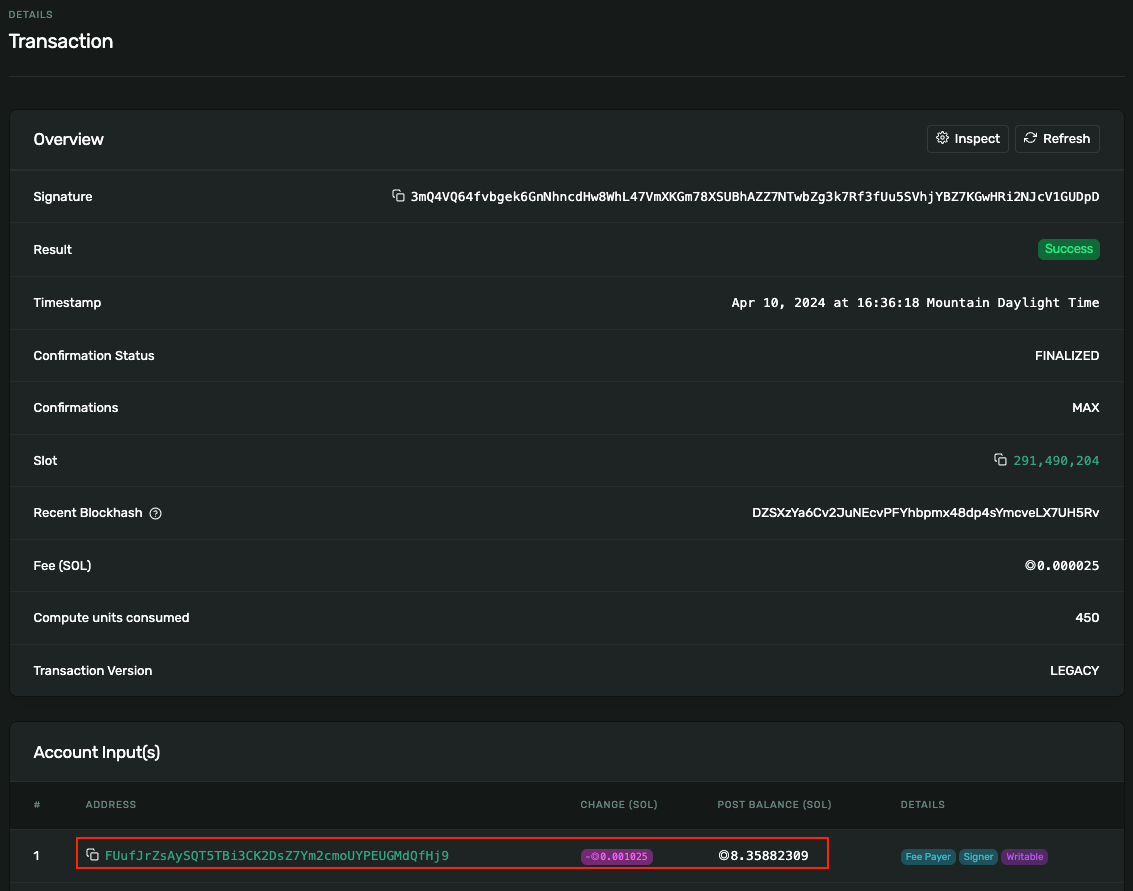 DETAILS
Transaction
Overview
Inspect
Refresh
Signature 3mQ4VQ64fvbgek6GnNhncdHw8WhL47VmXKGm78XSUBhAZZ7NTwbZg3k7Rf3fUu5SVhjYBZ7KGwHRi2NJcV1GUDpD
Result Success
Timestamp Apr 10, 2024 at 16:36:18 Mountain Daylight Time
Confirmation Status FINALIZED
Confirmations MAX
Slot 291,490,204
Recent Blockhash DZSXzYa6Cv2JuNEcvPFYhbpmx48dp4sYmcveLX7UH5Rv
Fee (SOL) ◎0.000025
Compute units consumed 450
Transaction Version LEGACY
Account Input(s)
# ADDRESS CHANGE (SOL) POST BALANCE (SOL) DETAILS
1 FUufJrZsAySQT5TBi3CK2DsZ7Ym2cmoUYPEUGMdQfHj9 -◎0.001025 ◎8.35882309 Fee Payer Signer Writable